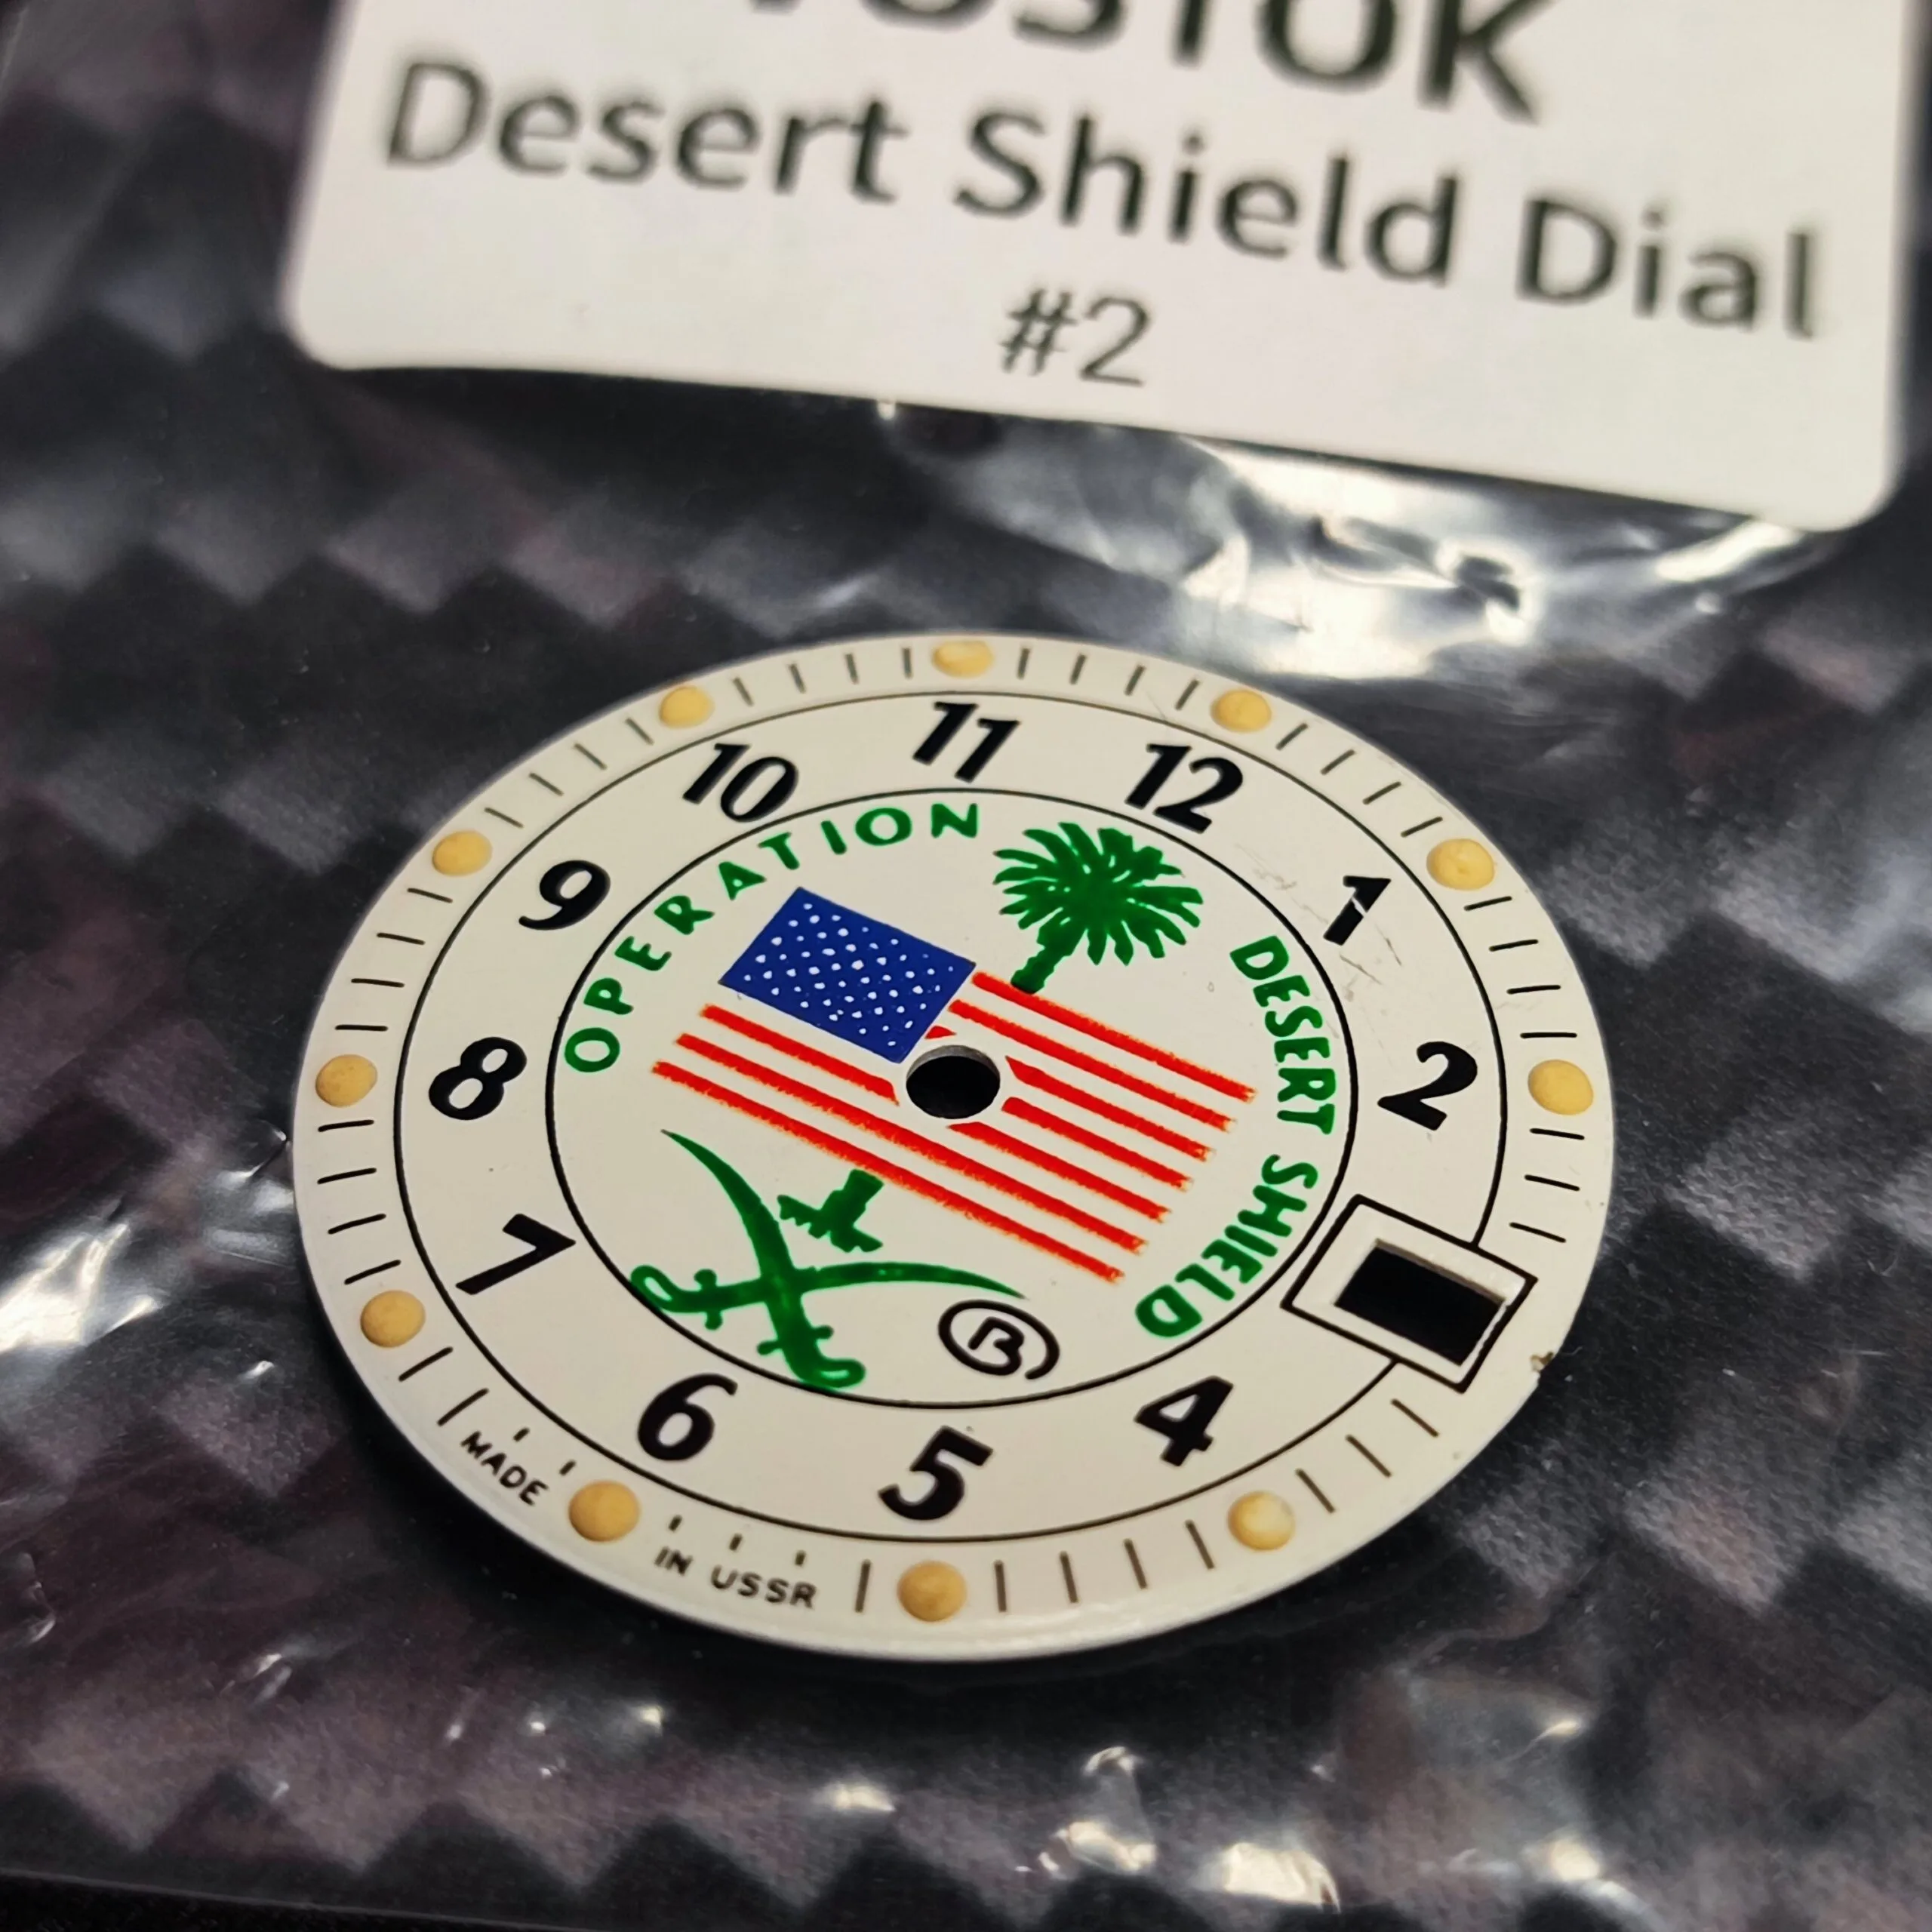 VOSTOK
Desert Shield Dial
#2
OPERATION
DESERT SHIELD
12
1
2
4
5
6
7
8
9
10
11
B
MADE IN USSR